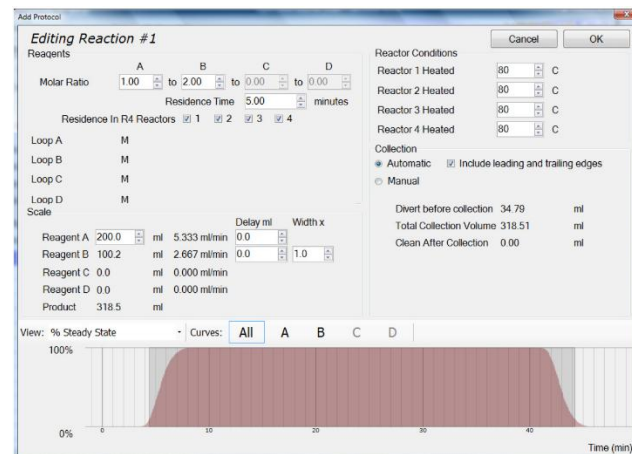 Add Protocol
Editing Reaction #1
Cancel OK
Reagents
A B C D
Molar Ratio 1.00 to 2.00 to 0.00 to 0.00
Residence Time 5.00 minutes
Residence In R4 Reactors 1 2 3 4
Loop A M
Loop B M
Loop C M
Loop D M
Scale
Delay ml Width x
Reagent A 200.0 ml 5.333 ml/min 0.0
Reagent B 100.2 ml 2.667 ml/min 0.0 1.0
Reagent C 0.0 ml 0.000 ml/min
Reagent D 0.0 ml 0.000 ml/min
Product 318.5 ml
Reactor Conditions
Reactor 1 Heated 80 C
Reactor 2 Heated 80 C
Reactor 3 Heated 80 C
Reactor 4 Heated 80 C
Collection
Automatic Include leading and trailing edges
Manual
Divert before collection 34.79 ml
Total Collection Volume 318.51 ml
Clean After Collection 0.00 ml
View: % Steady State Curves: All A B C D
100%
0%
0 10 20 30 40
Time (min)